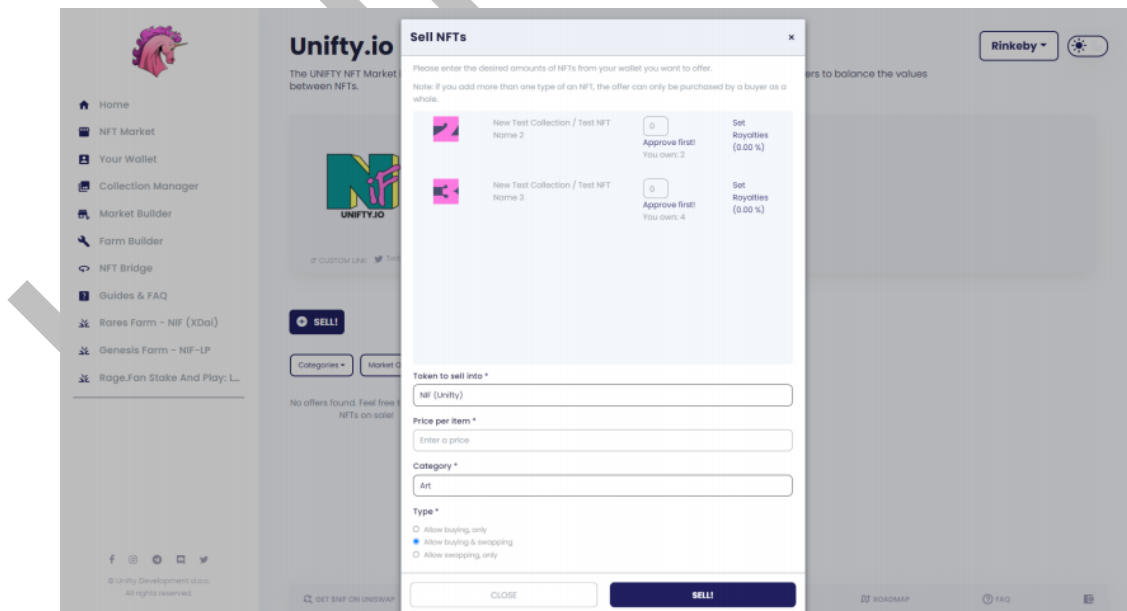 Unifty.io
The UNIFTY NFT Market
ers to balance the values
between NFTs.
Rinkeby
Home
NFT Market
Your Wallet
Collection Manager
Market Builder
Farm Builder
NFT Bridge
Guides & FAQ
Rares Farm - NIF (XDai)
Genesis Farm - NIF-LP
Rage.Fan Stake And Play: L...
© Unifty Development d.o.o.
All rights reserved.
NiF
UNIFTY.IO
CUSTOM LINK
SELL!
Categories
Market O
No offers found. Feel free t
NFTs on sale!
GET $NIF ON UNISWAP
ROADMAP
FAQ
Sell NFTs
×
Please enter the desired amounts of NFTs from your wallet you want to offer.
Note: if you add more than one type of an NFT, the offer can only be purchased by a buyer as a
whole.
New Test Collection / Test NFT
Name 2
0
Approve first!
You own: 2
Set
Royalties
(0.00 %)
New Test Collection / Test NFT
Name 3
0
Approve first!
You own: 4
Set
Royalties
(0.00 %)
Token to sell into *
NIF (Unifty)
Price per item *
Enter a price
Category *
Art
Type *
Allow buying, only
Allow buying & swapping
Allow swapping, only
CLOSE
SELL!